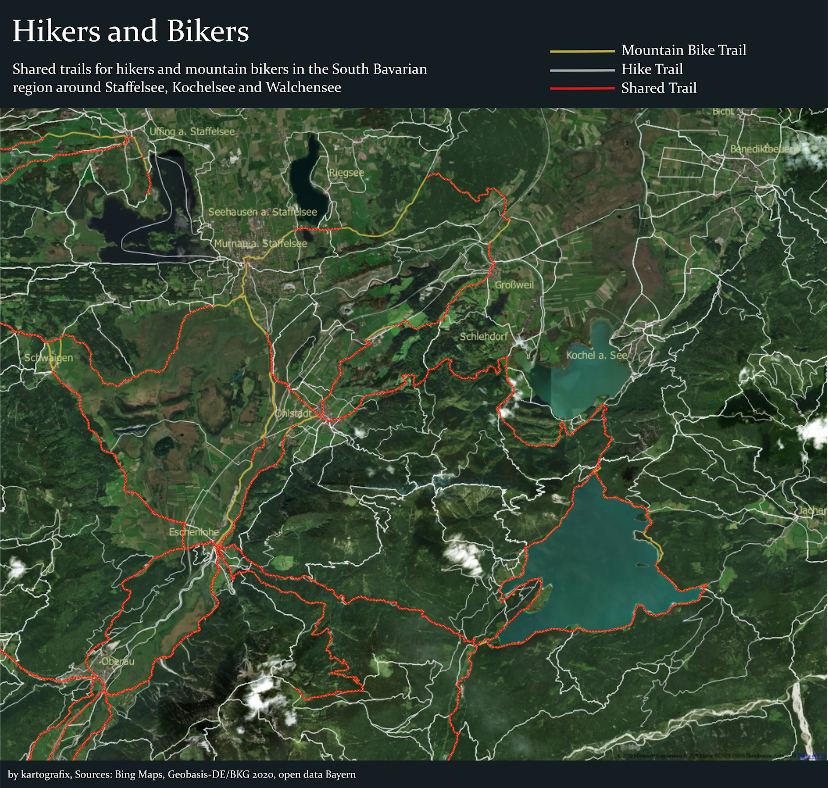 Hikers and Bikers
Shared trails for hikers and mountain bikers in the South Bavarian
region around Staffelsee, Kochelsee and Walchensee
Mountain Bike Trail
Hike Trail
Shared Trail
Bichl
Uffing a. Staffelsee
Benediktbeuern
Riegsee
Seehausen a. Staffelsee
Murnau a. Staffelsee
Großweil
Schlehdorf
Schwaigen
Kochel a. See
Ohlstadt
Eschenlohe
Oberau
by kartografix, Sources: Bing Maps, Geobasis-DE/BKG 2020, open data Bayern